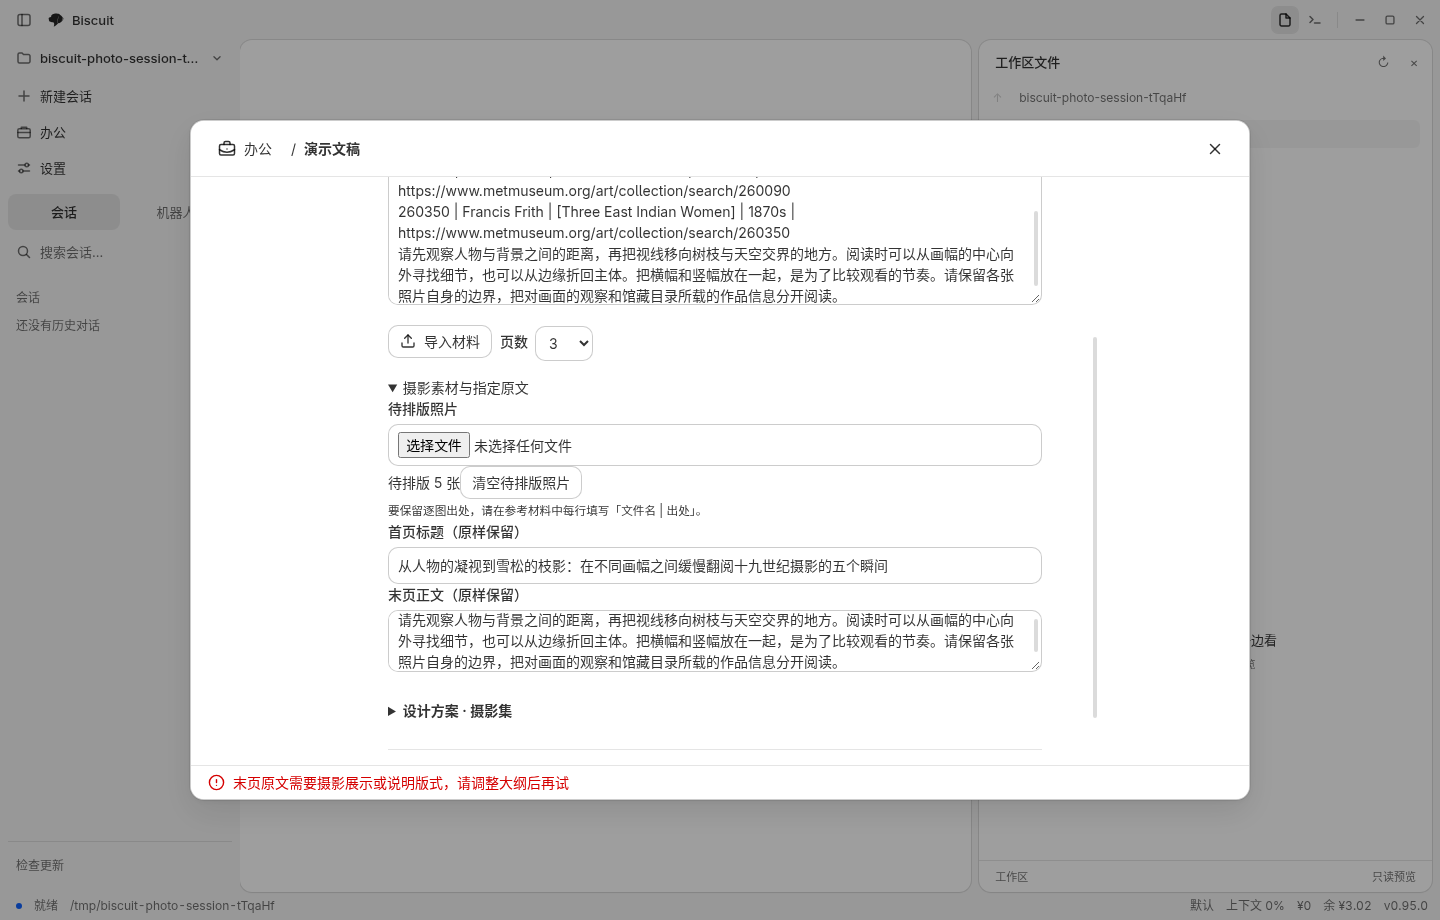 Biscuit
biscuit-photo-session-t...
新建会话
办公
设置
会话
机器人
搜索会话...
会话
还没有历史对话
检查更新
就绪 /tmp/biscuit-photo-session-tTqaHf
工作区文件
×
↑ biscuit-photo-session-tTqaHf
办公 / 演示文稿
https://www.metmuseum.org/art/collection/search/260090
260350 | Francis Frith | [Three East Indian Women] | 1870s |
https://www.metmuseum.org/art/collection/search/260350
请先观察人物与背景之间的距离，再把视线移向树枝与天空交界的地方。阅读时可以从画幅的中心向
外寻找细节，也可以从边缘折回主体。把横幅和竖幅放在一起，是为了比较观看的节奏。请保留各张
照片自身的边界，把对画面的观察和馆藏目录所载的作品信息分开阅读。
导入材料 页数 3
▼ 摄影素材与指定原文
待排版照片
选择文件 未选择任何文件
待排版 5 张 清空待排版照片
要保留逐图出处，请在参考材料中每行填写「文件名 | 出处」。
首页标题（原样保留）
从人物的凝视到雪松的枝影：在不同画幅之间缓慢翻阅十九世纪摄影的五个瞬间
末页正文（原样保留）
请先观察人物与背景之间的距离，再把视线移向树枝与天空交界的地方。阅读时可以从画幅的中心向
外寻找细节，也可以从边缘折回主体。把横幅和竖幅放在一起，是为了比较观看的节奏。请保留各张
照片自身的边界，把对画面的观察和馆藏目录所载的作品信息分开阅读。
▶ 设计方案 · 摄影集
末页原文需要摄影展示或说明版式，请调整大纲后再试
边看
工作区 只读预览
默认 上下文 0% ¥0 余 ¥3.02 v0.95.0